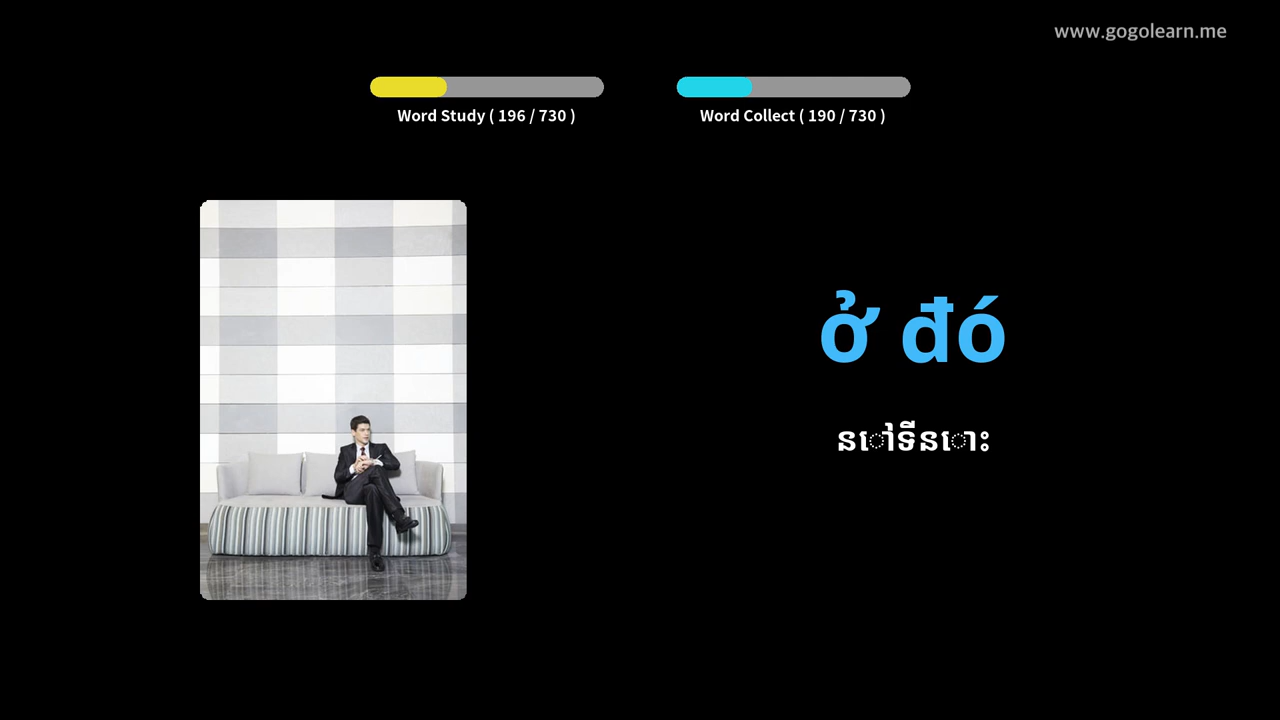 www.gogolearn.me
Word Study ( 196 / 730 )
Word Collect ( 190 / 730 )
ở đó
នៅទីនោះ